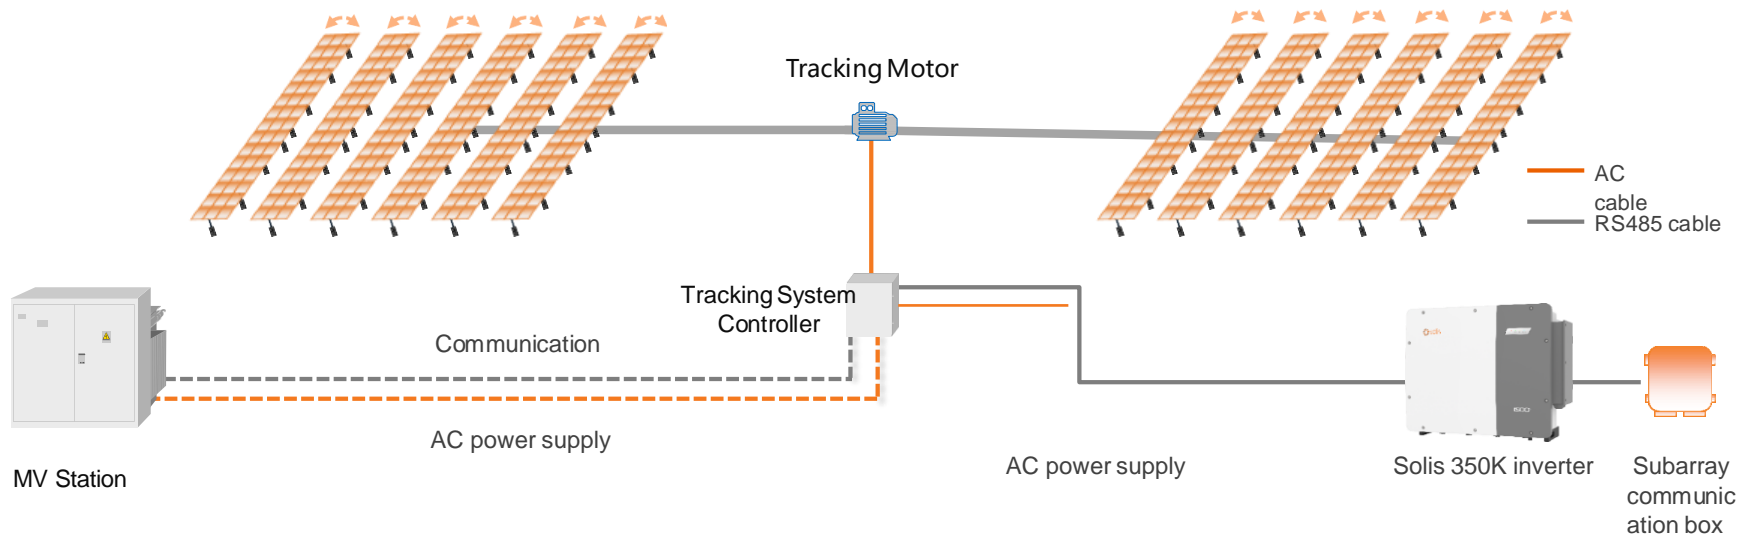 Tracking Motor
AC
cable
RS485 cable
Tracking System
Controller
Communication
solis
AC power supply
AC power supply
MV Station
Solis 350K inverter
Subarray
communic
ation box